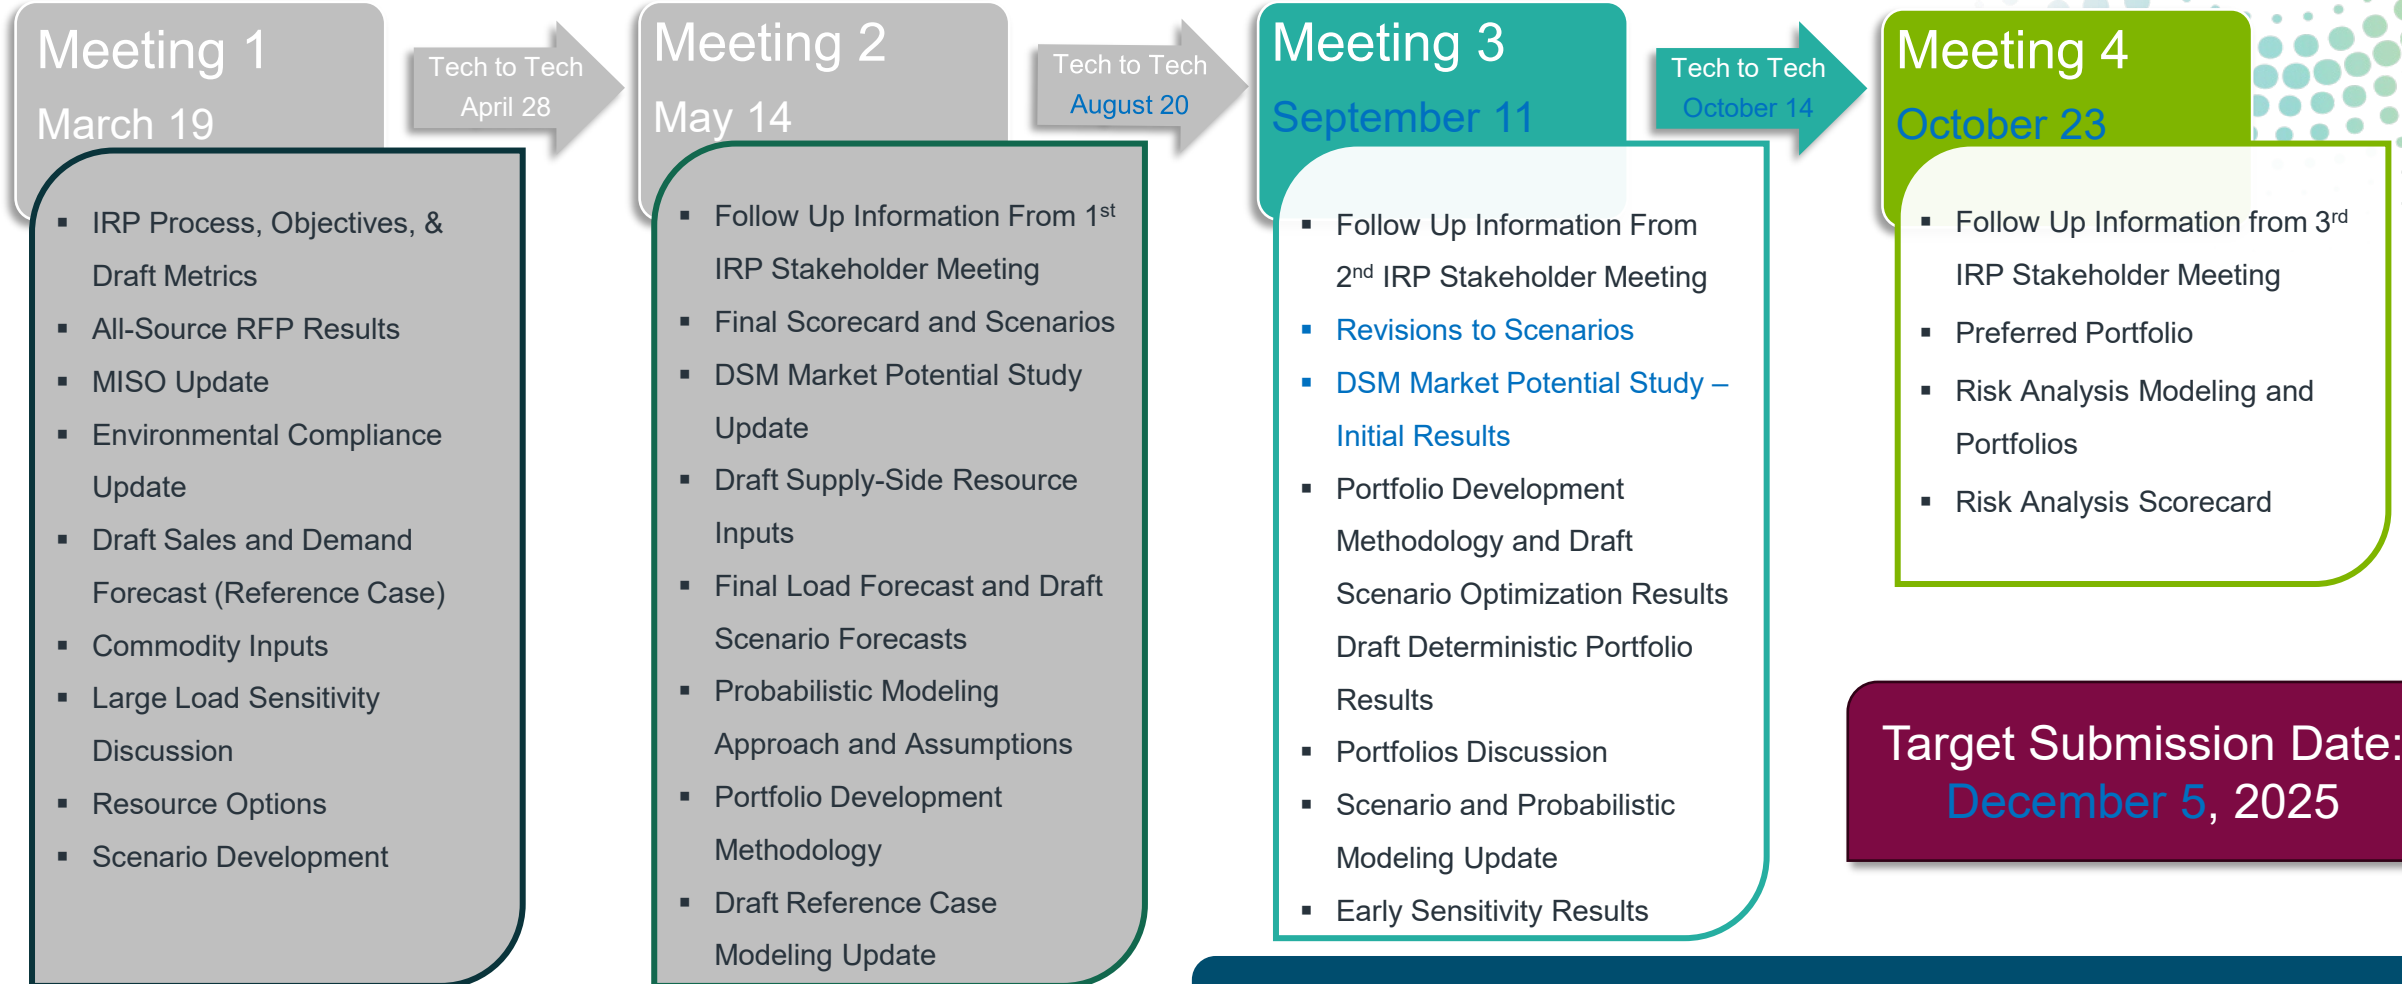 Meeting 1
March 19
▪ IRP Process, Objectives, &
Draft Metrics
▪ All-Source RFP Results
▪ MISO Update
▪ Environmental Compliance
Update
▪ Draft Sales and Demand
Forecast (Reference Case)
▪ Commodity Inputs
▪ Large Load Sensitivity
Discussion
▪ Resource Options
▪ Scenario Development
Tech to Tech
April 28
Meeting 2
May 14
▪ Follow Up Information From 1st
IRP Stakeholder Meeting
▪ Final Scorecard and Scenarios
▪ DSM Market Potential Study
Update
▪ Draft Supply-Side Resource
Inputs
▪ Final Load Forecast and Draft
Scenario Forecasts
▪ Probabilistic Modeling
Approach and Assumptions
▪ Portfolio Development
Methodology
▪ Draft Reference Case
Modeling Update
Tech to Tech
August 20
Meeting 3
September 11
▪ Follow Up Information From
2nd IRP Stakeholder Meeting
▪ Revisions to Scenarios
▪ DSM Market Potential Study –
Initial Results
▪ Portfolio Development
Methodology and Draft
Scenario Optimization Results
Draft Deterministic Portfolio
Results
▪ Portfolios Discussion
▪ Scenario and Probabilistic
Modeling Update
▪ Early Sensitivity Results
Tech to Tech
October 14
Meeting 4
October 23
▪ Follow Up Information from 3rd
IRP Stakeholder Meeting
▪ Preferred Portfolio
▪ Risk Analysis Modeling and
Portfolios
▪ Risk Analysis Scorecard
Target Submission Date:
December 5, 2025